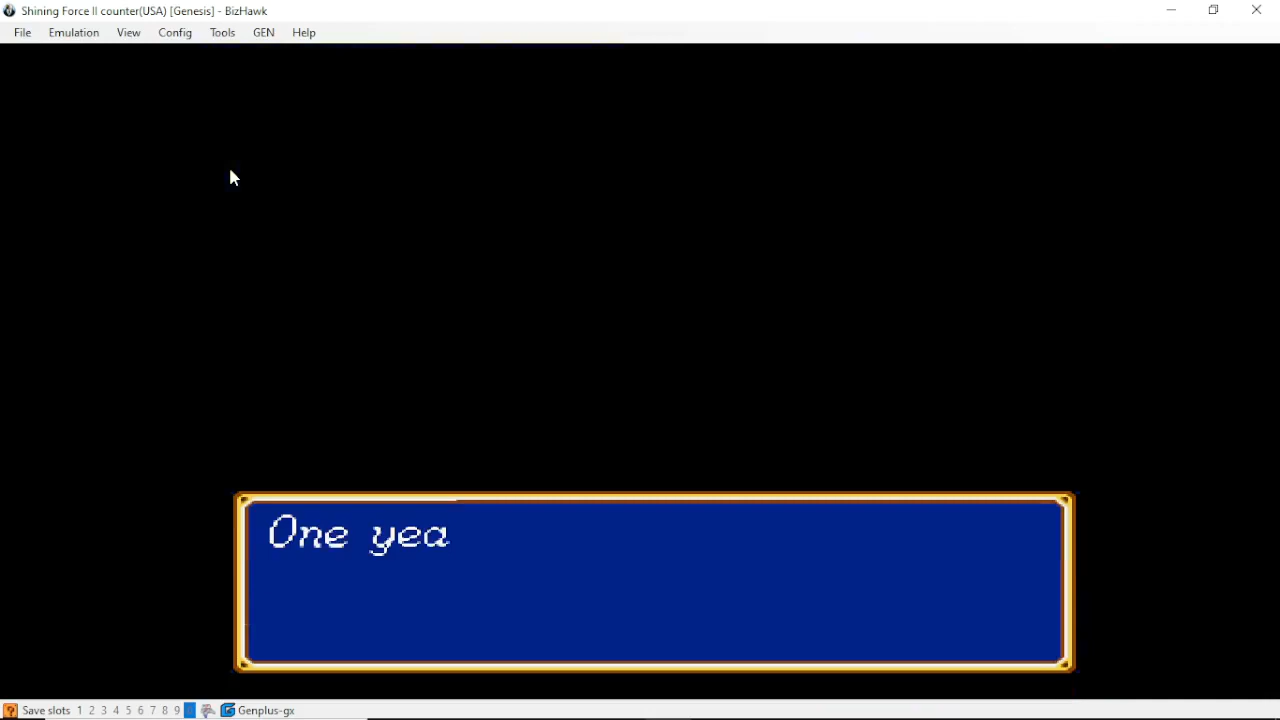 Shining Force II counter(USA) [Genesis] - BizHawk
File Emulation View Config Tools GEN Help
One yea
Save slots 1 2 3 4 5 6 7 8 9 Genplus-gx